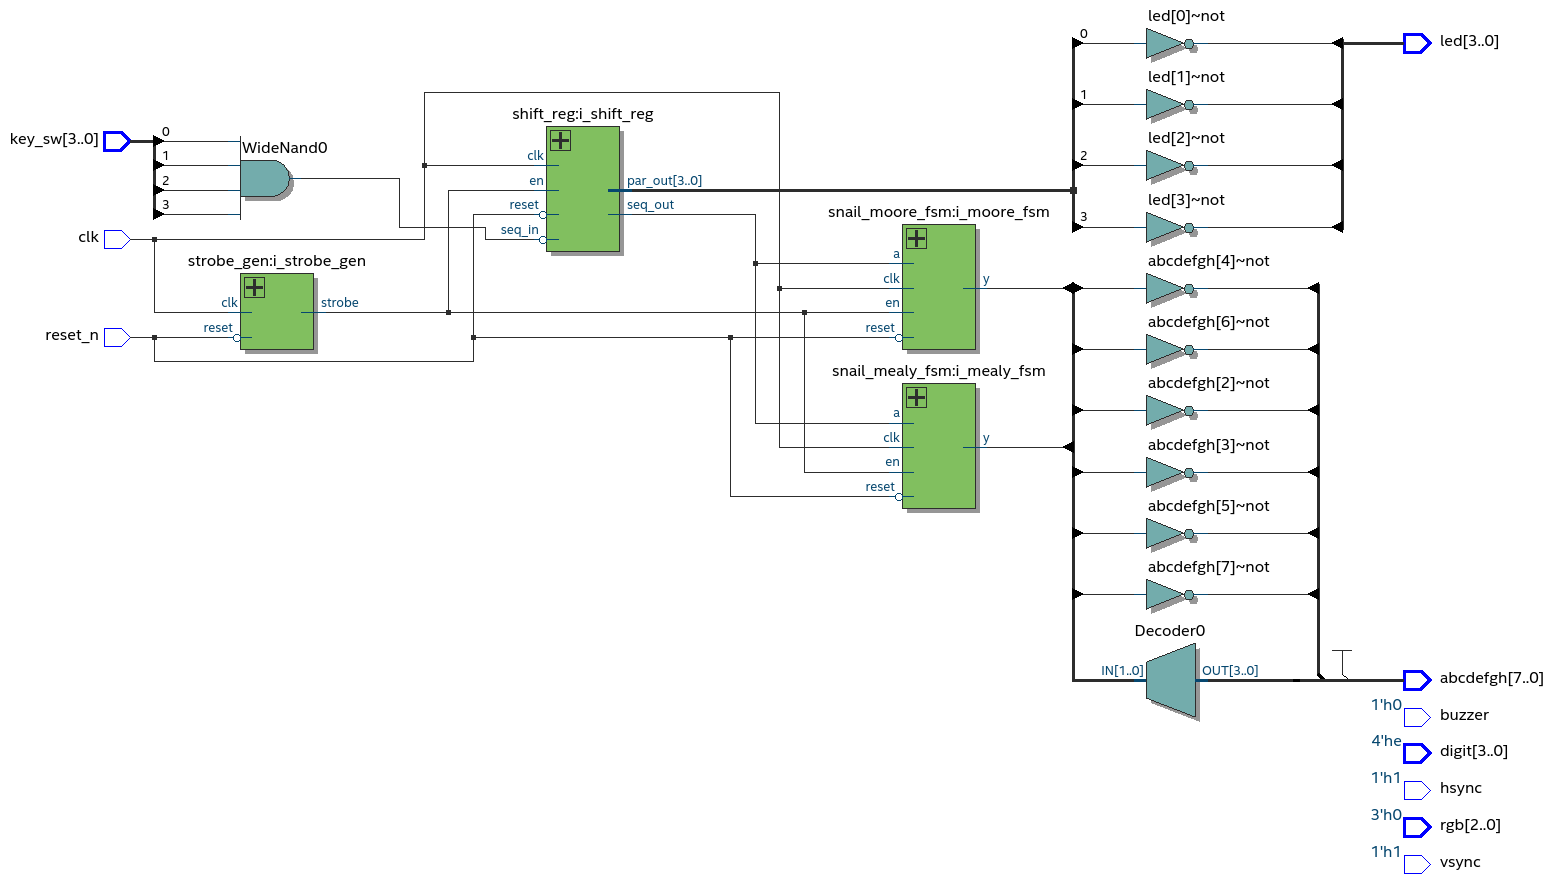 led[0]~not
0
led[3..0]
led[1]~not
1
shift_reg:i_shift_reg
key_sw[3..0]
0
1
2
3
WideNand0
clk
en
reset
seq_in
par_out[3..0]
seq_out
led[2]~not
2
led[3]~not
3
clk
strobe_gen:i_strobe_gen
clk
reset
strobe
reset_n
snail_moore_fsm:i_moore_fsm
a
clk
en
reset
y
abcdefgh[4]~not
abcdefgh[6]~not
snail_mealy_fsm:i_mealy_fsm
a
clk
en
reset
y
abcdefgh[2]~not
abcdefgh[3]~not
abcdefgh[5]~not
abcdefgh[7]~not
Decoder0
IN[1..0]
OUT[3..0]
abcdefgh[7..0]
1'h0
buzzer
4'he
digit[3..0]
1'h1
hsync
3'h0
rgb[2..0]
1'h1
vsync